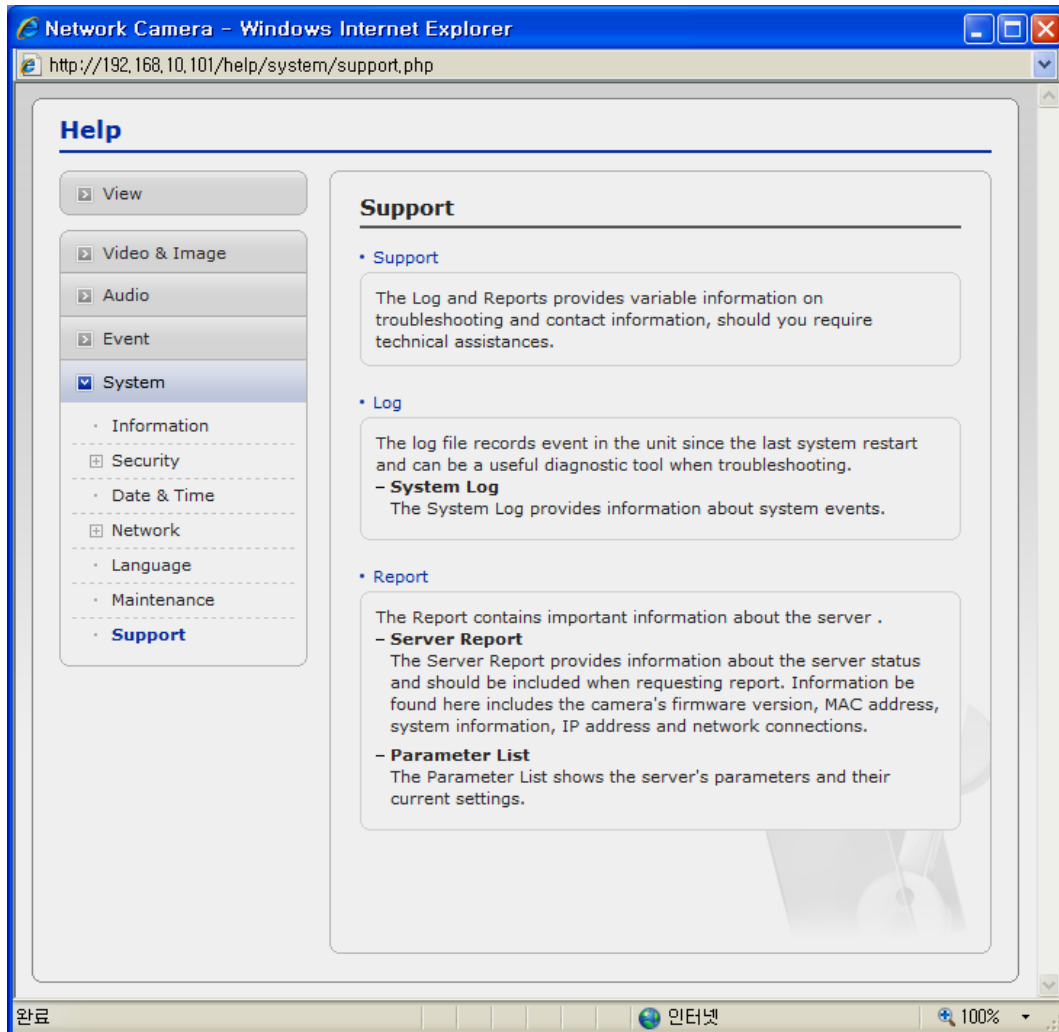 Network Camera - Windows Internet Explorer
http://192,168,10,101/help/system/support,php
Help
View
Video & Image
Audio
Event
System
Information
Security
Date & Time
Network
Language
Maintenance
Support
Support
Support
The Log and Reports provides variable information on
troubleshooting and contact information, should you require
technical assistances.
Log
The log file records event in the unit since the last system restart
and can be a useful diagnostic tool when troubleshooting.
– System Log
The System Log provides information about system events.
Report
The Report contains important information about the server .
– Server Report
The Server Report provides information about the server status
and should be included when requesting report. Information be
found here includes the camera's firmware version, MAC address,
system information, IP address and network connections.
– Parameter List
The Parameter List shows the server's parameters and their
current settings.
완료
인터넷
100%